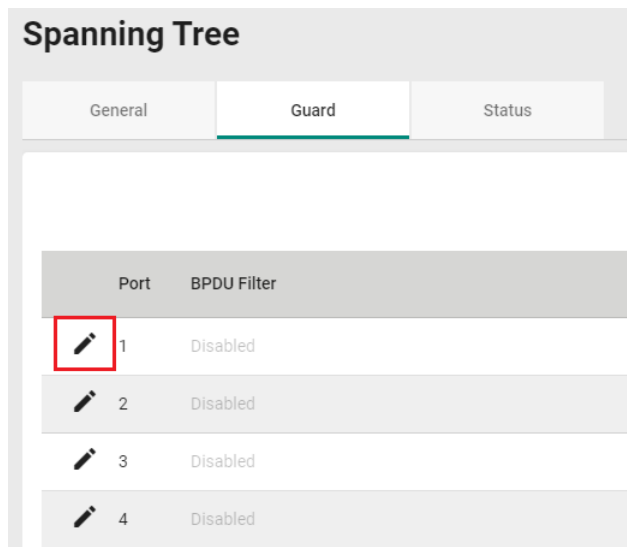 Spanning Tree
General Guard Status
Port BPDU Filter
1 Disabled
2 Disabled
3 Disabled
4 Disabled